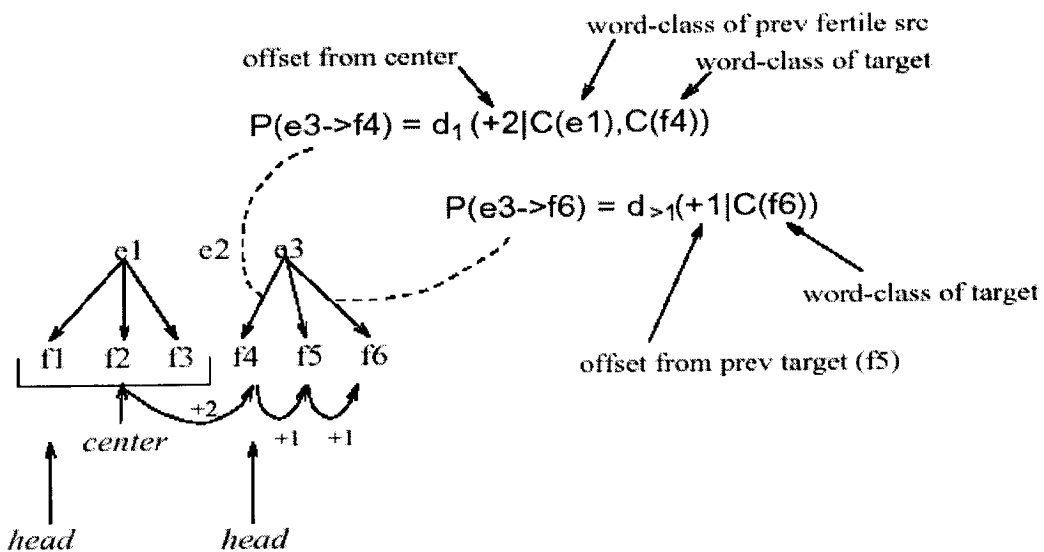 word-class of prev fertile src
offset from center
word-class of target
P(e3->f4) = d1 (+2|C(e1),C(f4))
P(e3->f6) = d>1(+1|C(f6))
e1 e2 e3
word-class of target
f1 f2 f3 f4 f5 f6
offset from prev target (f5)
+2
center +1 +1
head head